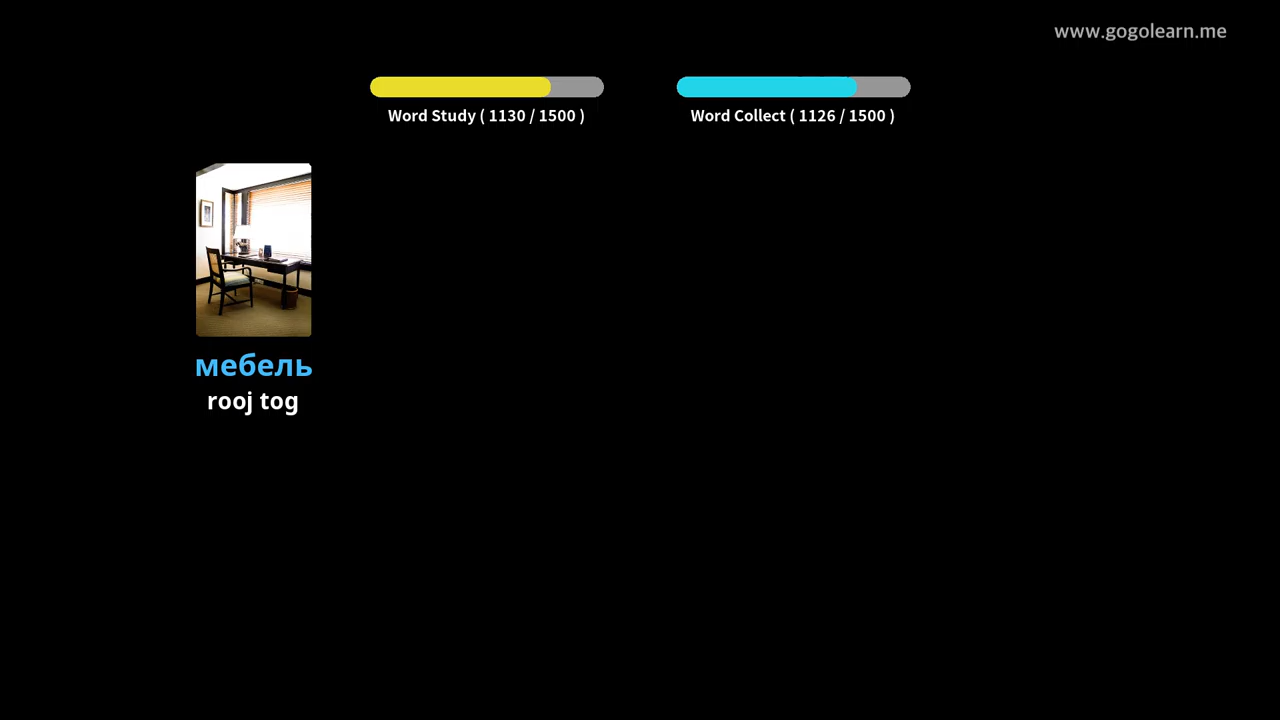 www.gogolearn.me
Word Study ( 1130 / 1500 )
Word Collect ( 1126 / 1500 )
мебель
rooj tog